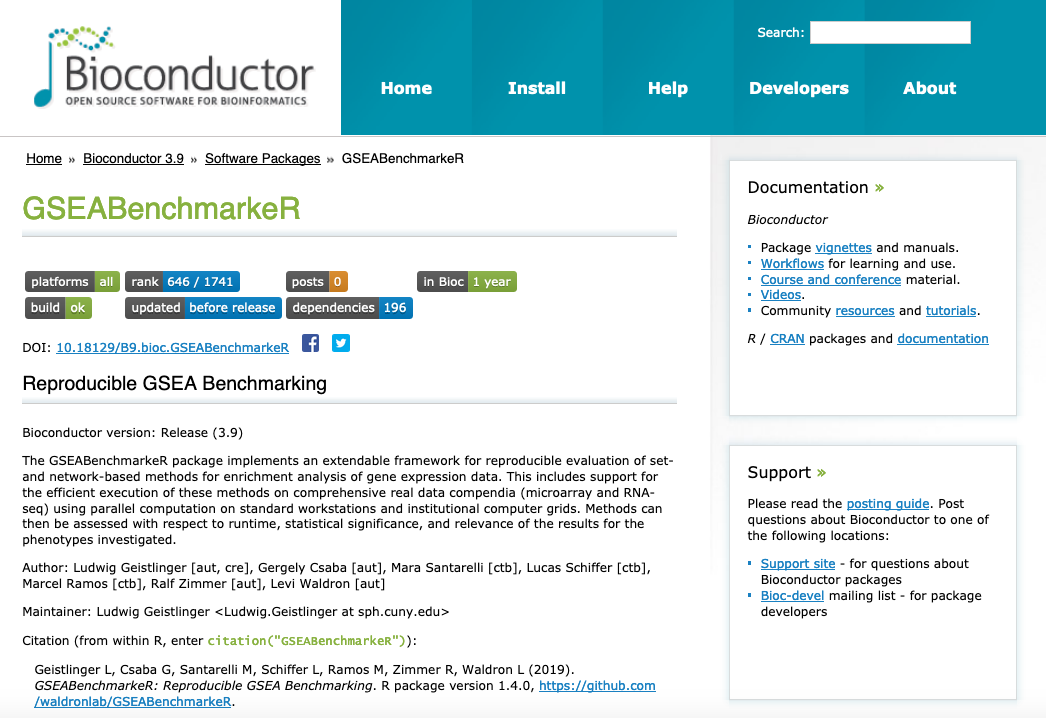 Bioconductor
OPEN SOURCE SOFTWARE FOR BIOINFORMATICS
Search:
Home Install Help Developers About
Home » Bioconductor 3.9 » Software Packages » GSEABenchmarkeR
GSEABenchmarkeR
platforms all rank 646 / 1741 posts 0 in Bioc 1 year
build ok updated before release dependencies 196
DOI: 10.18129/B9.bioc.GSEABenchmarkeR
Reproducible GSEA Benchmarking
Bioconductor version: Release (3.9)
The GSEABenchmarkeR package implements an extendable framework for reproducible evaluation of set-
and network-based methods for enrichment analysis of gene expression data. This includes support for
the efficient execution of these methods on comprehensive real data compendia (microarray and RNA-
seq) using parallel computation on standard workstations and institutional computer grids. Methods can
then be assessed with respect to runtime, statistical significance, and relevance of the results for the
phenotypes investigated.
Author: Ludwig Geistlinger [aut, cre], Gergely Csaba [aut], Mara Santarelli [ctb], Lucas Schiffer [ctb],
Marcel Ramos [ctb], Ralf Zimmer [aut], Levi Waldron [aut]
Maintainer: Ludwig Geistlinger <Ludwig.Geistlinger at sph.cuny.edu>
Citation (from within R, enter citation("GSEABenchmarkeR")):
Geistlinger L, Csaba G, Santarelli M, Schiffer L, Ramos M, Zimmer R, Waldron L (2019).
GSEABenchmarkeR: Reproducible GSEA Benchmarking. R package version 1.4.0, https://github.com
/waldronlab/GSEABenchmarkeR.
Documentation »
Bioconductor
Package vignettes and manuals.
Workflows for learning and use.
Course and conference material.
Videos.
Community resources and tutorials.
R / CRAN packages and documentation
Support »
Please read the posting guide. Post
questions about Bioconductor to one of
the following locations:
Support site - for questions about
Bioconductor packages
Bioc-devel mailing list - for package
developers